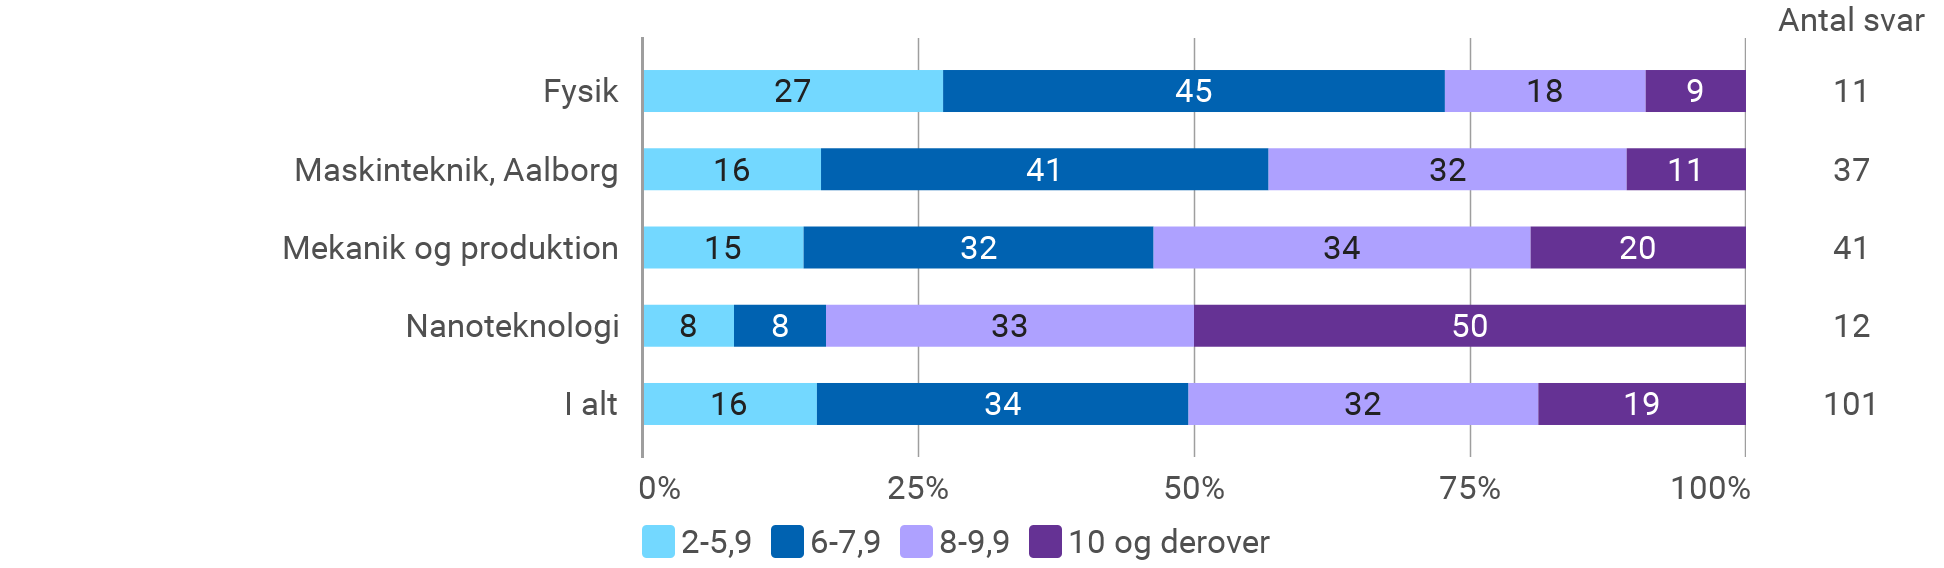 Antal svar
Fysik 27 45 18 9 11
Maskinteknik, Aalborg 16 41 32 11 37
Mekanik og produktion 15 32 34 20 41
Nanoteknologi 8 8 33 50 12
I alt 16 34 32 19 101
0% 25% 50% 75% 100%
2-5,9 6-7,9 8-9,9 10 og derover